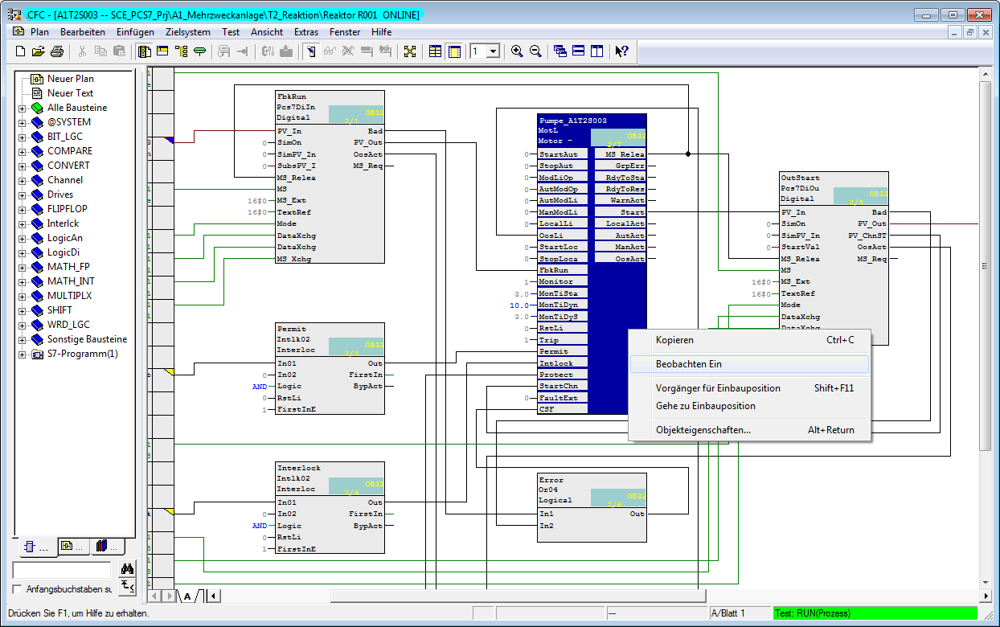 CFC - [A1T2S003 -- SCE_PCS7_Prj\A1_Mehrzweckanlage\T2_Reaktion\Reaktor R001 ONLINE]
Plan Bearbeiten Einfügen Zielsystem Test Ansicht Extras Fenster Hilfe
1
Neuer Plan
Neuer Text
Alle Bausteine
@SYSTEM
BIT_LGC
COMPARE
CONVERT
Channel
Drives
FLIPFLOP
Interlck
LogicAn
LogicDi
MATH_FP
MATH_INT
MULTIPLX
SHIFT
WRD_LGC
Sonstige Bausteine
S7-Programm(1)
... ... ...
Anfangsbuchstaben su
FbkRun
Pcs7DiIn
Digital
OB32
2/1
PV_In Bad
0 SimOn PV_Out
0 SimPV_In OosAct
0 SubsPV_I MS_Req
MS_Relea
MS
16#0 MS_Ext
16#0 TextRef
Mode
DataXchg
DataXchg
MS_Xchg
Permit
Intlk02
Interloc
OB32
In01 Out
0 In02 FirstIn
AND Logic BypAct
0 RstLi
1 FirstInE
Interlock
Intlk02
Interloc
OB32
2/4
In01 Out
0 In02 FirstIn
AND Logic BypAct
0 RstLi
1 FirstInE
Pumpe_A1T2S003
MotL
Motor -
OB32
2/7
0 StartAut MS_Relea
0 StopAut GrpErr
0 ModLiOp RdyToSta
0 AutModOp RdyToRes
0 AutModLi WarnAct
0 ManModLi Start
0 LocalLi LocalAct
OosLi AutAct
0 StartLoc ManAct
0 StopLoca OosAct
FbkRun
1 Monitor
3.0 MonTiSta
10.0 MonTiDyn
3.0 MonTiDyS
0 RstLi
1 Trip
Permit
Intlock
Protect
StartChn
0 FaultExt
CSF
Error
Or04
Logical
OB32
2/6
In1 Out
In2
OutStart
Pcs7DiOu
Digital
OB32
PV_In Bad
0 SimOn PV_Out
0 SimPV_In PV_ChnST
0 StartVal OosAct
MS_Relea MS_Req
MS
16#0 MS_Ext
16#0 TextRef
Mode
DataXchg
DataXchg
Kopieren Ctrl+C
Beobachten Ein
Vorgänger für Einbauposition Shift+F11
Gehe zu Einbauposition
Objekteigenschaften... Alt+Return
A
Drücken Sie F1, um Hilfe zu erhalten. --- A/Blatt 1 Test: RUN(Prozess)